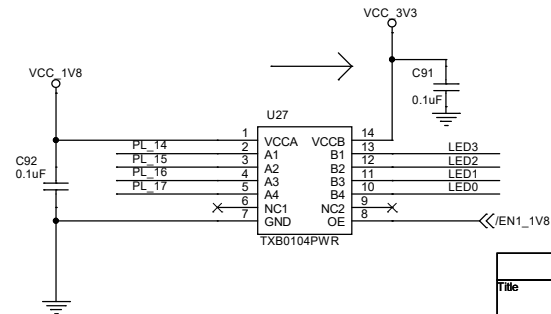 VCC_3V3
VCC_1V8
C91
0.1uF
U27
1 VCCA VCCB 14
PL_14 2 A1 B1 13 LED3
PL_15 3 A2 B2 12 LED2
PL_16 4 A3 B3 11 LED1
PL_17 5 A4 B4 10 LED0
6 NC1 NC2 9
7 GND OE 8 /EN1_1V8
C92
0.1uF
TXB0104PWR
Title